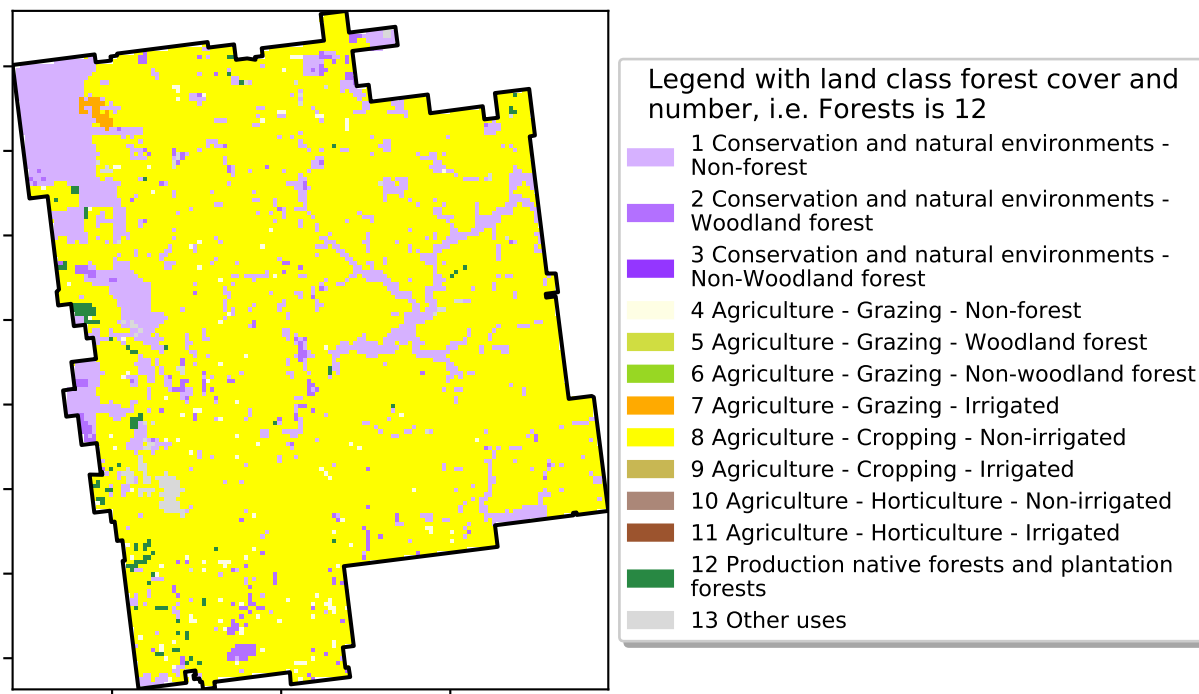 Legend with land class forest cover and
number, i.e. Forests is 12
1 Conservation and natural environments -
Non-forest
2 Conservation and natural environments -
Woodland forest
3 Conservation and natural environments -
Non-Woodland forest
4 Agriculture - Grazing - Non-forest
5 Agriculture - Grazing - Woodland forest
6 Agriculture - Grazing - Non-woodland forest
7 Agriculture - Grazing - Irrigated
8 Agriculture - Cropping - Non-irrigated
9 Agriculture - Cropping - Irrigated
10 Agriculture - Horticulture - Non-irrigated
11 Agriculture - Horticulture - Irrigated
12 Production native forests and plantation
forests
13 Other uses